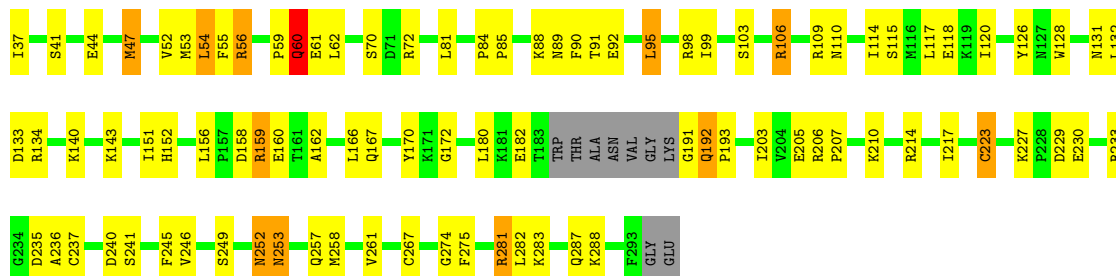 I37 S41 E44 M47 V52 M53 L54 F55 R56 P59 Q60 E61 L62 S70 D71 R72 L81 P84 P85 K88 N89 F90 T91 E92 L95 R98 I99 S103 R106 R109 N110 I114 S115 M116 L117 E118 K119 I120 Y126 N127 W128 N131 L132
D133 R134 K140 K143 I151 H152 L156 P157 D158 R159 E160 T161 A162 L166 Q167 Y170 K171 G172 L180 K181 E182 T183 TRP THR ALA ASN VAL GLY LYS G191 Q192 P193 I203 V204 E205 R206 P207 K210 R214 I217 C223 K227 P228 D229 E230
G234 D235 A236 C237 D240 S241 F245 V246 S249 N252 N253 Q257 M258 V261 C267 G274 F275 R281 L282 K283 Q287 K288 F293 GLY GLU